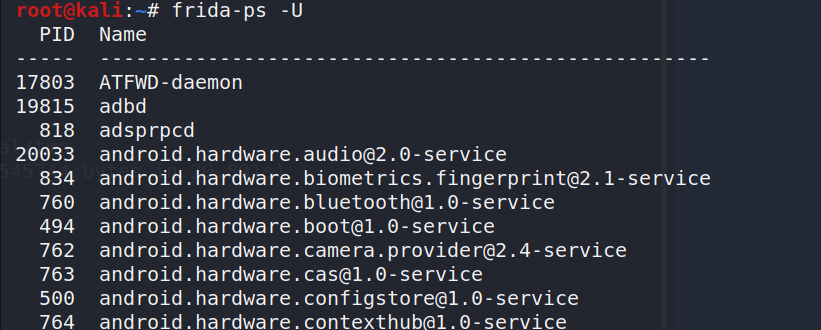 root@kali:~# frida-ps -U
  PID  Name
-----  ---------------------------------------------------
17803  ATFWD-daemon
19815  adbd
  818  adsprpcd
20033  android.hardware.audio@2.0-service
  834  android.hardware.biometrics.fingerprint@2.1-service
  760  android.hardware.bluetooth@1.0-service
  494  android.hardware.boot@1.0-service
  762  android.hardware.camera.provider@2.4-service
  763  android.hardware.cas@1.0-service
  500  android.hardware.configstore@1.0-service
  764  android.hardware.contexthub@1.0-service